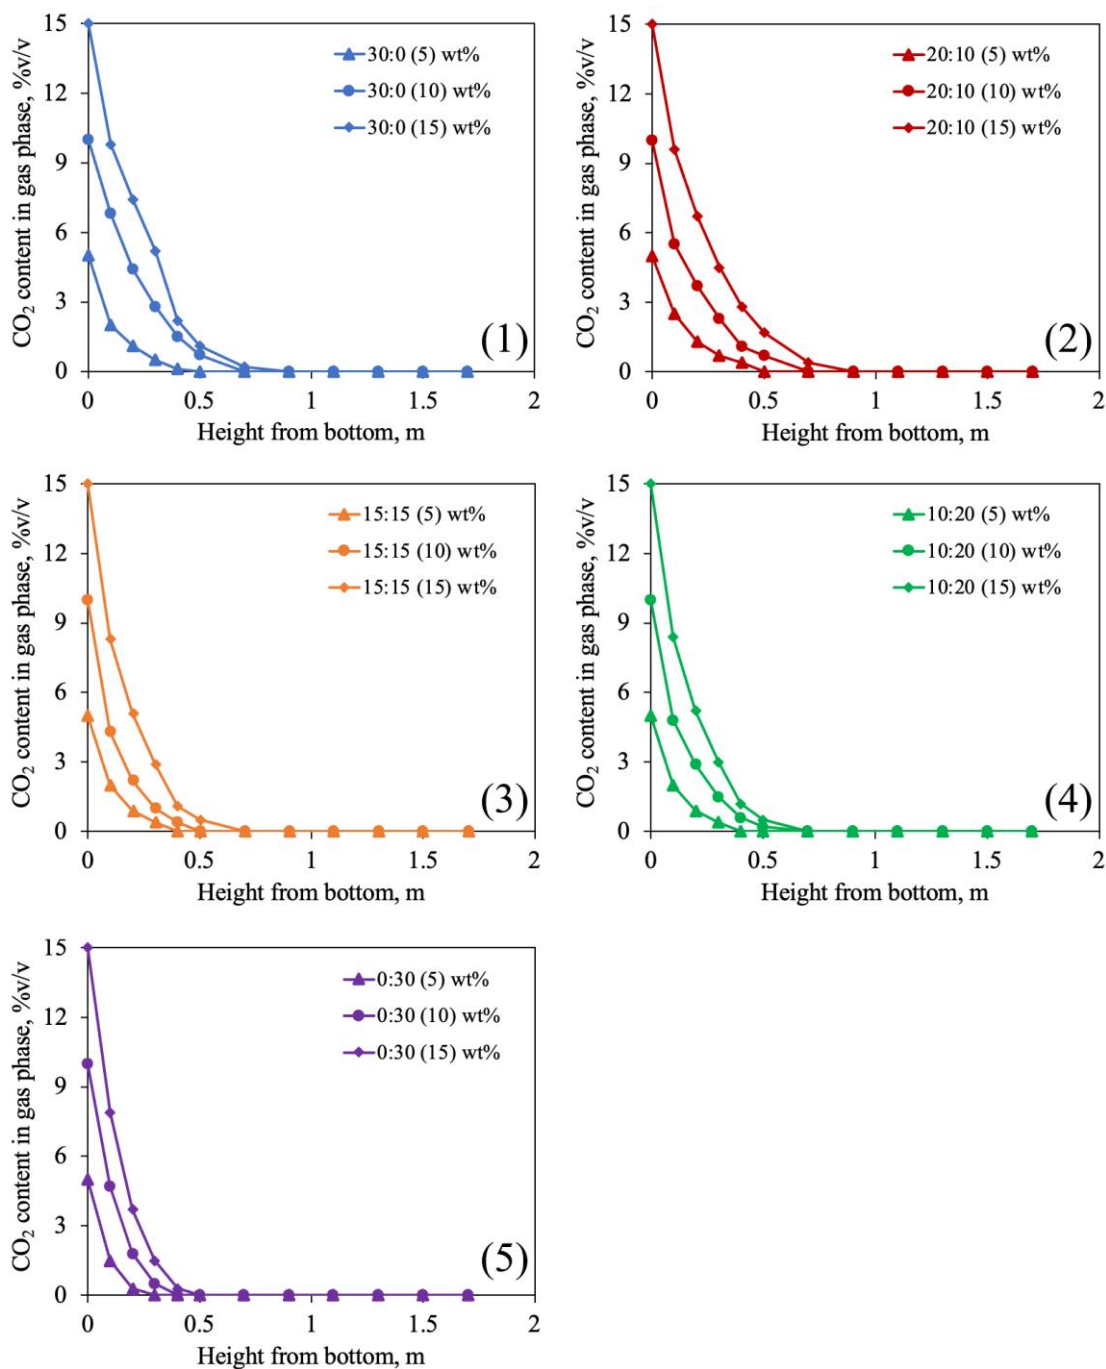 CO₂ content in gas phase, %v/v
15
12
9
6
3
0
30:0 (5) wt%
30:0 (10) wt%
30:0 (15) wt%
(1)
0 0.5 1 1.5 2
Height from bottom, m
CO₂ content in gas phase, %v/v
15
12
9
6
3
0
20:10 (5) wt%
20:10 (10) wt%
20:10 (15) wt%
(2)
0 0.5 1 1.5 2
Height from bottom, m
CO₂ content in gas phase, %v/v
15
12
9
6
3
0
15:15 (5) wt%
15:15 (10) wt%
15:15 (15) wt%
(3)
0 0.5 1 1.5 2
Height from bottom, m
CO₂ content in gas phase, %v/v
15
12
9
6
3
0
10:20 (5) wt%
10:20 (10) wt%
10:20 (15) wt%
(4)
0 0.5 1 1.5 2
Height from bottom, m
CO₂ content in gas phase, %v/v
15
12
9
6
3
0
0:30 (5) wt%
0:30 (10) wt%
0:30 (15) wt%
(5)
0 0.5 1 1.5 2
Height from bottom, m